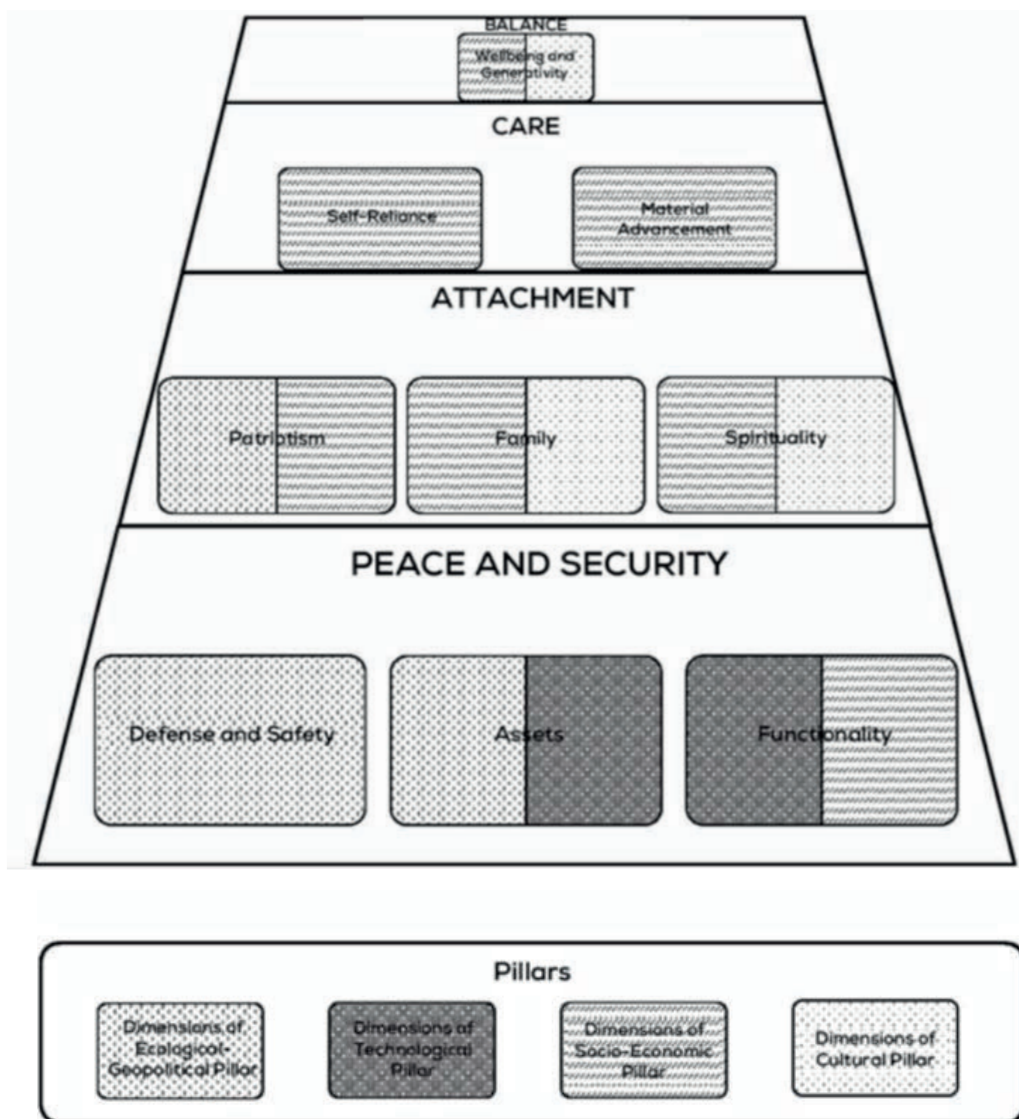 BALANCE
Wellbeing and
Generativity
CARE
Self-Reliance
Material
Advancement
ATTACHMENT
Patriotism
Family
Spirituality
PEACE AND SECURITY
Defense and Safety
Assets
Functionality
Pillars
Dimensions of
Ecological-
Geopolitical Pillar
Dimensions of
Technological
Pillar
Dimensions of
Socio-Economic
Pillar
Dimensions of
Cultural Pillar